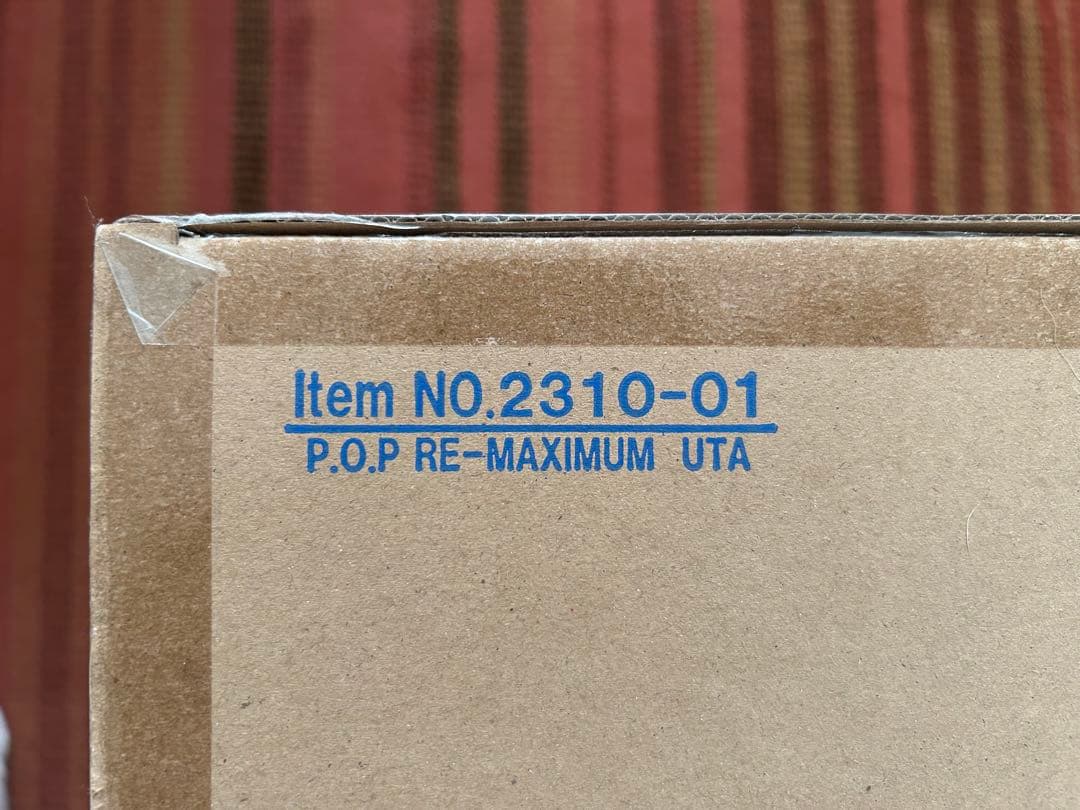 Item NO.2310-01
P.O.P RE-MAXIMUM UTA